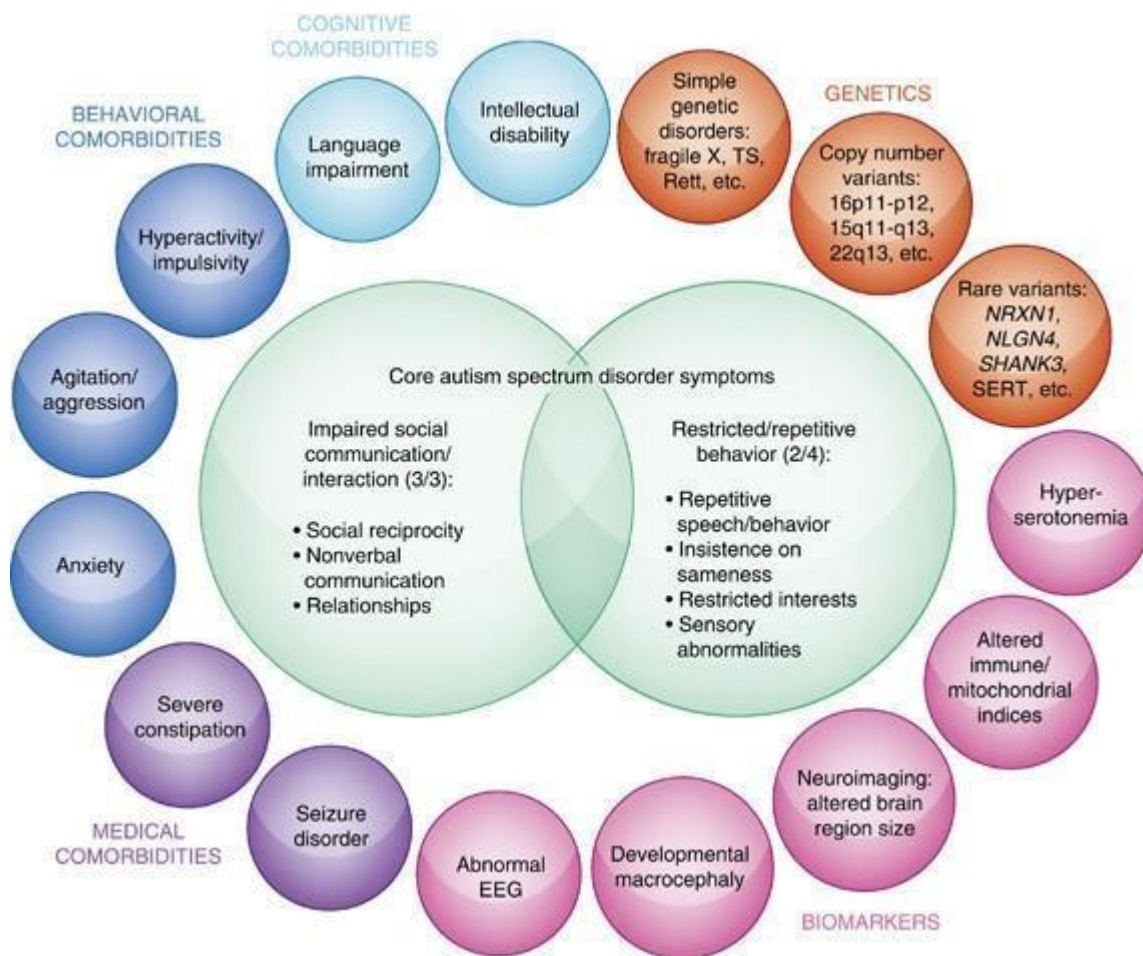 COGNITIVE
COMORBIDITIES
BEHAVIORAL
COMORBIDITIES
GENETICS
Language
impairment
Intellectual
disability
Simple
genetic
disorders:
fragile X, TS,
Rett, etc.
Copy number
variants:
16p11-p12,
15q11-q13,
22q13, etc.
Rare variants:
NRXN1,
NLGN4,
SHANK3,
SERT, etc.
Hyperactivity/
impulsivity
Agitation/
aggression
Anxiety
Core autism spectrum disorder symptoms
Impaired social
communication/
interaction (3/3):
• Social reciprocity
• Nonverbal
communication
• Relationships
Restricted/repetitive
behavior (2/4):
• Repetitive
speech/behavior
• Insistence on
sameness
• Restricted interests
• Sensory
abnormalities
Hyper-
serotonemia
Altered immune/
mitochondrial
indices
Neuroimaging:
altered brain
region size
Developmental
macrocephaly
Abnormal
EEG
Seizure
disorder
Severe
constipation
MEDICAL
COMORBIDITIES
BIOMARKERS